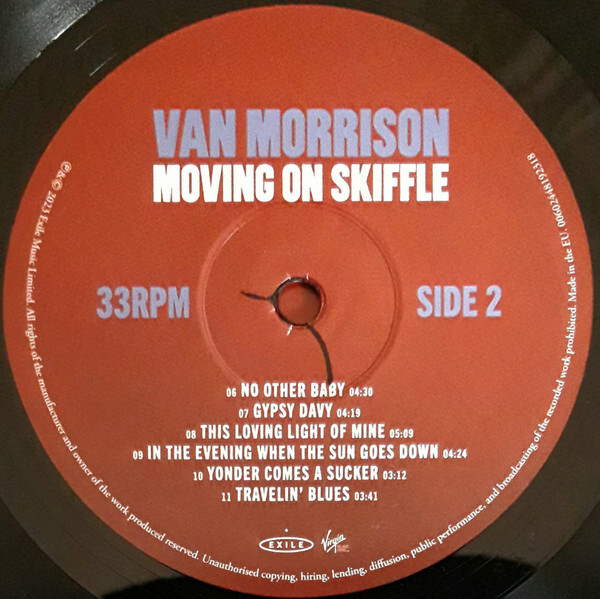 VAN MORRISON
MOVING ON SKIFFLE
33RPM
SIDE 2
06 NO OTHER BABY 04:30
07 GYPSY DAVY 04:19
08 THIS LOVING LIGHT OF MINE 05:09
09 IN THE EVENING WHEN THE SUN GOES DOWN 04:24
10 YONDER COMES A SUCKER 03:12
11 TRAVELIN' BLUES 03:41
EXILE
Virgin
℗&© 2023 Exile Music Limited. All rights of the manufacturer and owner of the work produced reserved. Unauthorised copying, hiring, lending, diffusion, public performance, and broadcasting of the recorded work prohibited. Made in the EU. 00602448192318